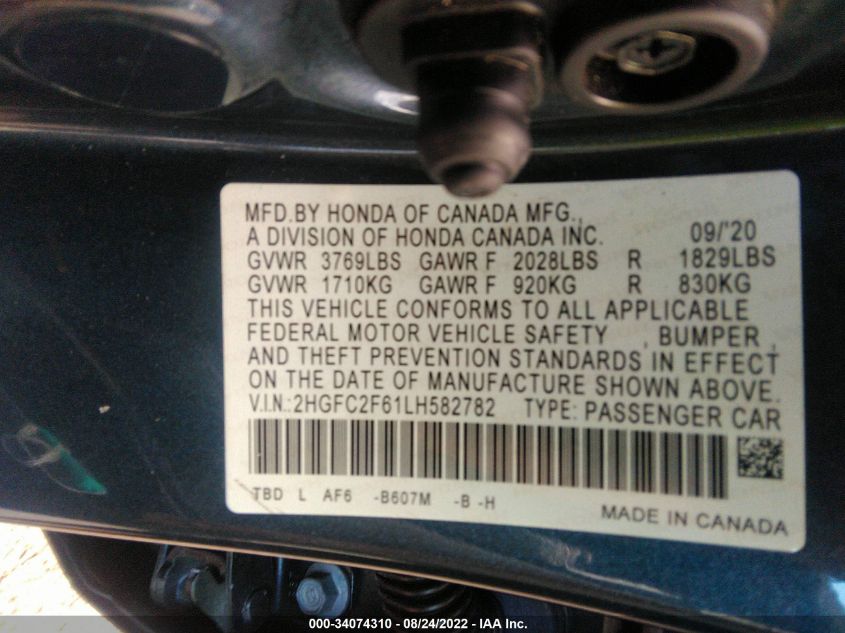 MFD.BY HONDA OF CANADA MFG.,
A DIVISION OF HONDA CANADA INC. 09/'20
GVWR 3769LBS GAWR F 2028LBS R 1829LBS
GVWR 1710KG GAWR F 920KG R 830KG
THIS VEHICLE CONFORMS TO ALL APPLICABLE
FEDERAL MOTOR VEHICLE SAFETY , BUMPER ,
AND THEFT PREVENTION STANDARDS IN EFFECT
ON THE DATE OF MANUFACTURE SHOWN ABOVE.
V.I.N.:2HGFC2F61LH582782 TYPE: PASSENGER CAR
TBD L AF6 -B607M -B -H
MADE IN CANADA
000-34074310 - 08/24/2022 - IAA Inc.